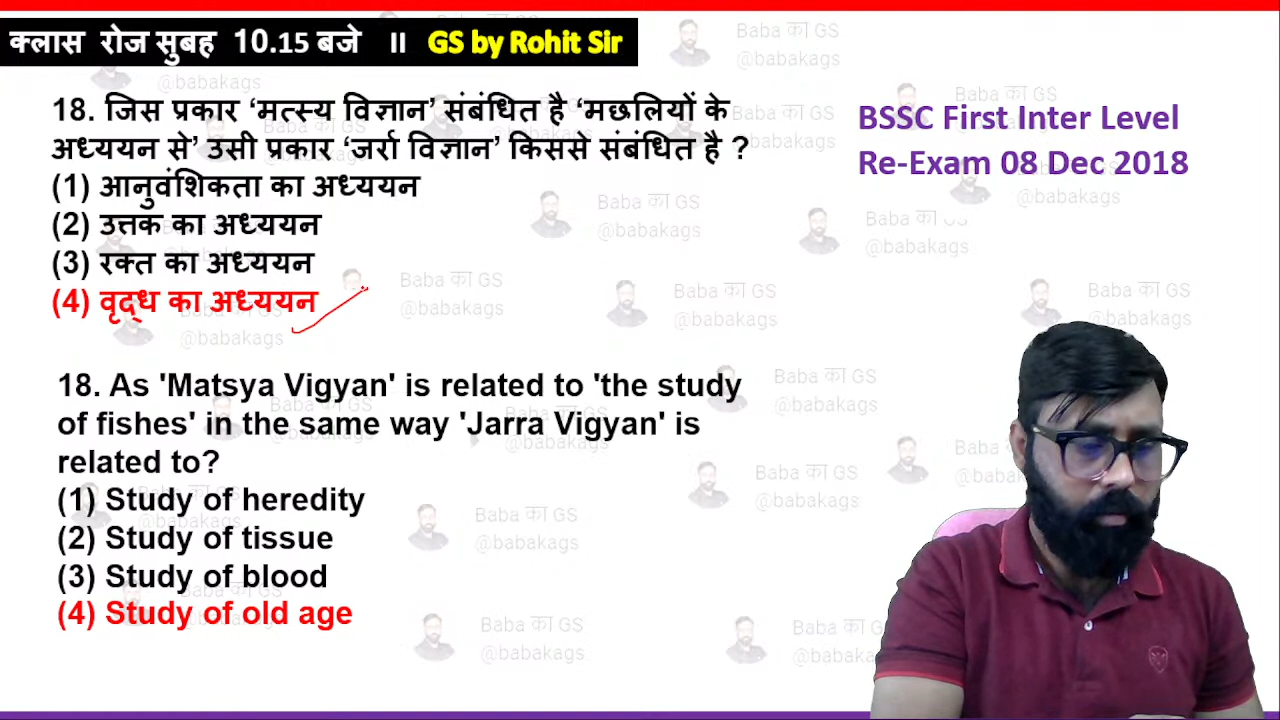 क्लास रोज सुबह 10.15 बजे II GS by Rohit Sir
18. जिस प्रकार ‘मत्स्य विज्ञान’ संबंधित है ‘मछलियों के
अध्ययन से’ उसी प्रकार ‘जर्रा विज्ञान’ किससे संबंधित है ?
(1) आनुवंशिकता का अध्ययन
(2) उत्तक का अध्ययन
(3) रक्त का अध्ययन
(4) वृद्ध का अध्ययन
BSSC First Inter Level
Re-Exam 08 Dec 2018
18. As 'Matsya Vigyan' is related to 'the study
of fishes' in the same way 'Jarra Vigyan' is
related to?
(1) Study of heredity
(2) Study of tissue
(3) Study of blood
(4) Study of old age
Baba का GS
@babakags